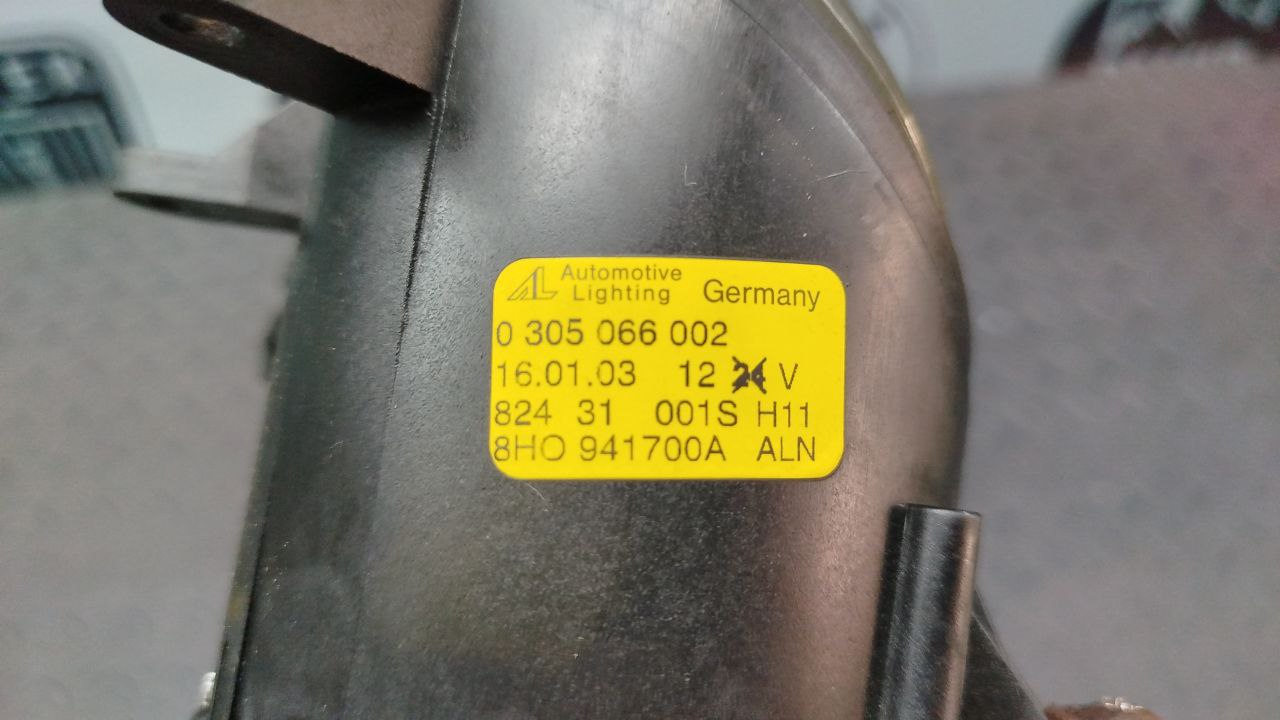 AL Automotive Lighting Germany
0 305 066 002
16.01.03 12 24 V
824 31 001S H11
8HO 941700A ALN